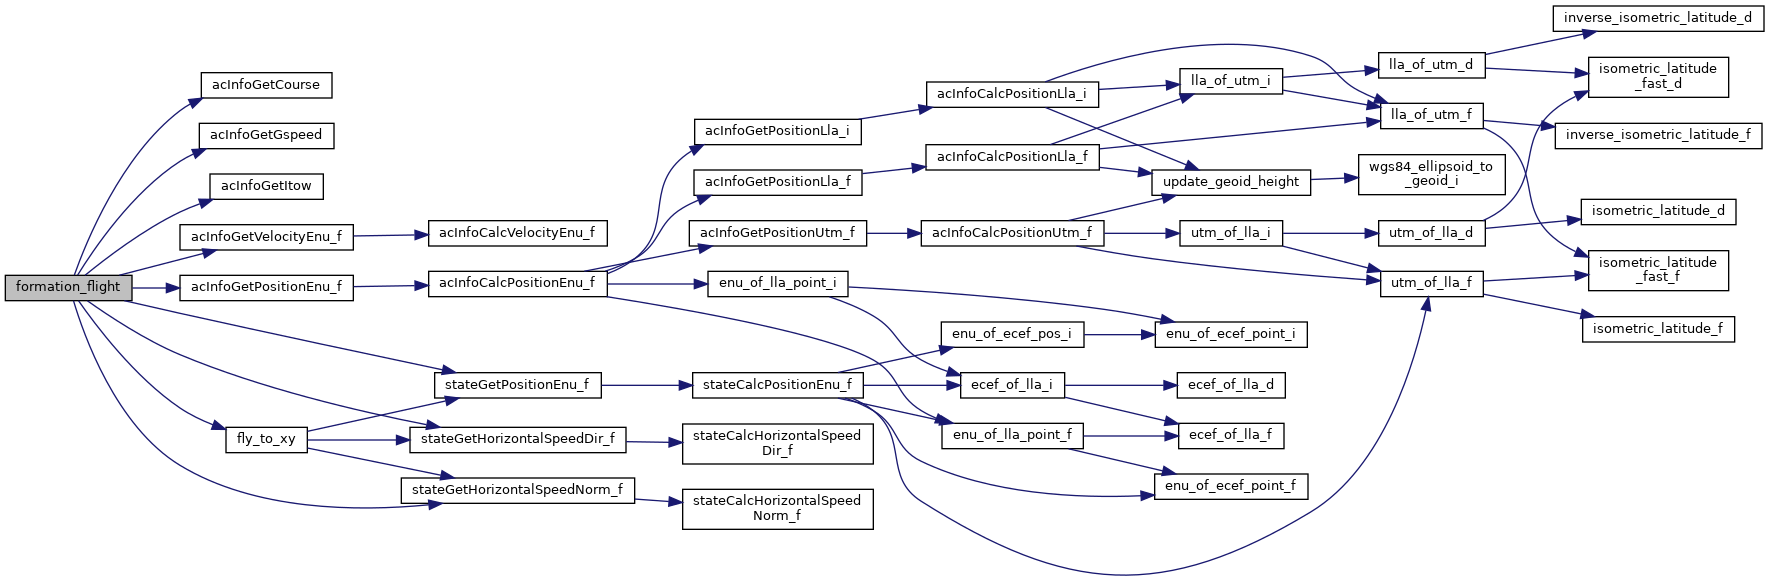 formation_flight
acInfoGetCourse
acInfoGetGspeed
acInfoGetItow
acInfoGetVelocityEnu_f
acInfoGetPositionEnu_f
fly_to_xy
acInfoCalcVelocityEnu_f
acInfoCalcPositionEnu_f
stateGetPositionEnu_f
stateGetHorizontalSpeedDir_f
stateGetHorizontalSpeedNorm_f
acInfoGetPositionLla_i
acInfoGetPositionLla_f
acInfoGetPositionUtm_f
enu_of_lla_point_i
stateCalcPositionEnu_f
stateCalcHorizontalSpeed
Dir_f
stateCalcHorizontalSpeed
Norm_f
acInfoCalcPositionLla_i
acInfoCalcPositionLla_f
acInfoCalcPositionUtm_f
enu_of_ecef_pos_i
ecef_of_lla_i
enu_of_lla_point_f
lla_of_utm_i
update_geoid_height
utm_of_lla_i
enu_of_ecef_point_i
ecef_of_lla_d
ecef_of_lla_f
enu_of_ecef_point_f
lla_of_utm_d
lla_of_utm_f
wgs84_ellipsoid_to
_geoid_i
utm_of_lla_d
utm_of_lla_f
inverse_isometric_latitude_d
isometric_latitude
_fast_d
inverse_isometric_latitude_f
isometric_latitude_d
isometric_latitude
_fast_f
isometric_latitude_f